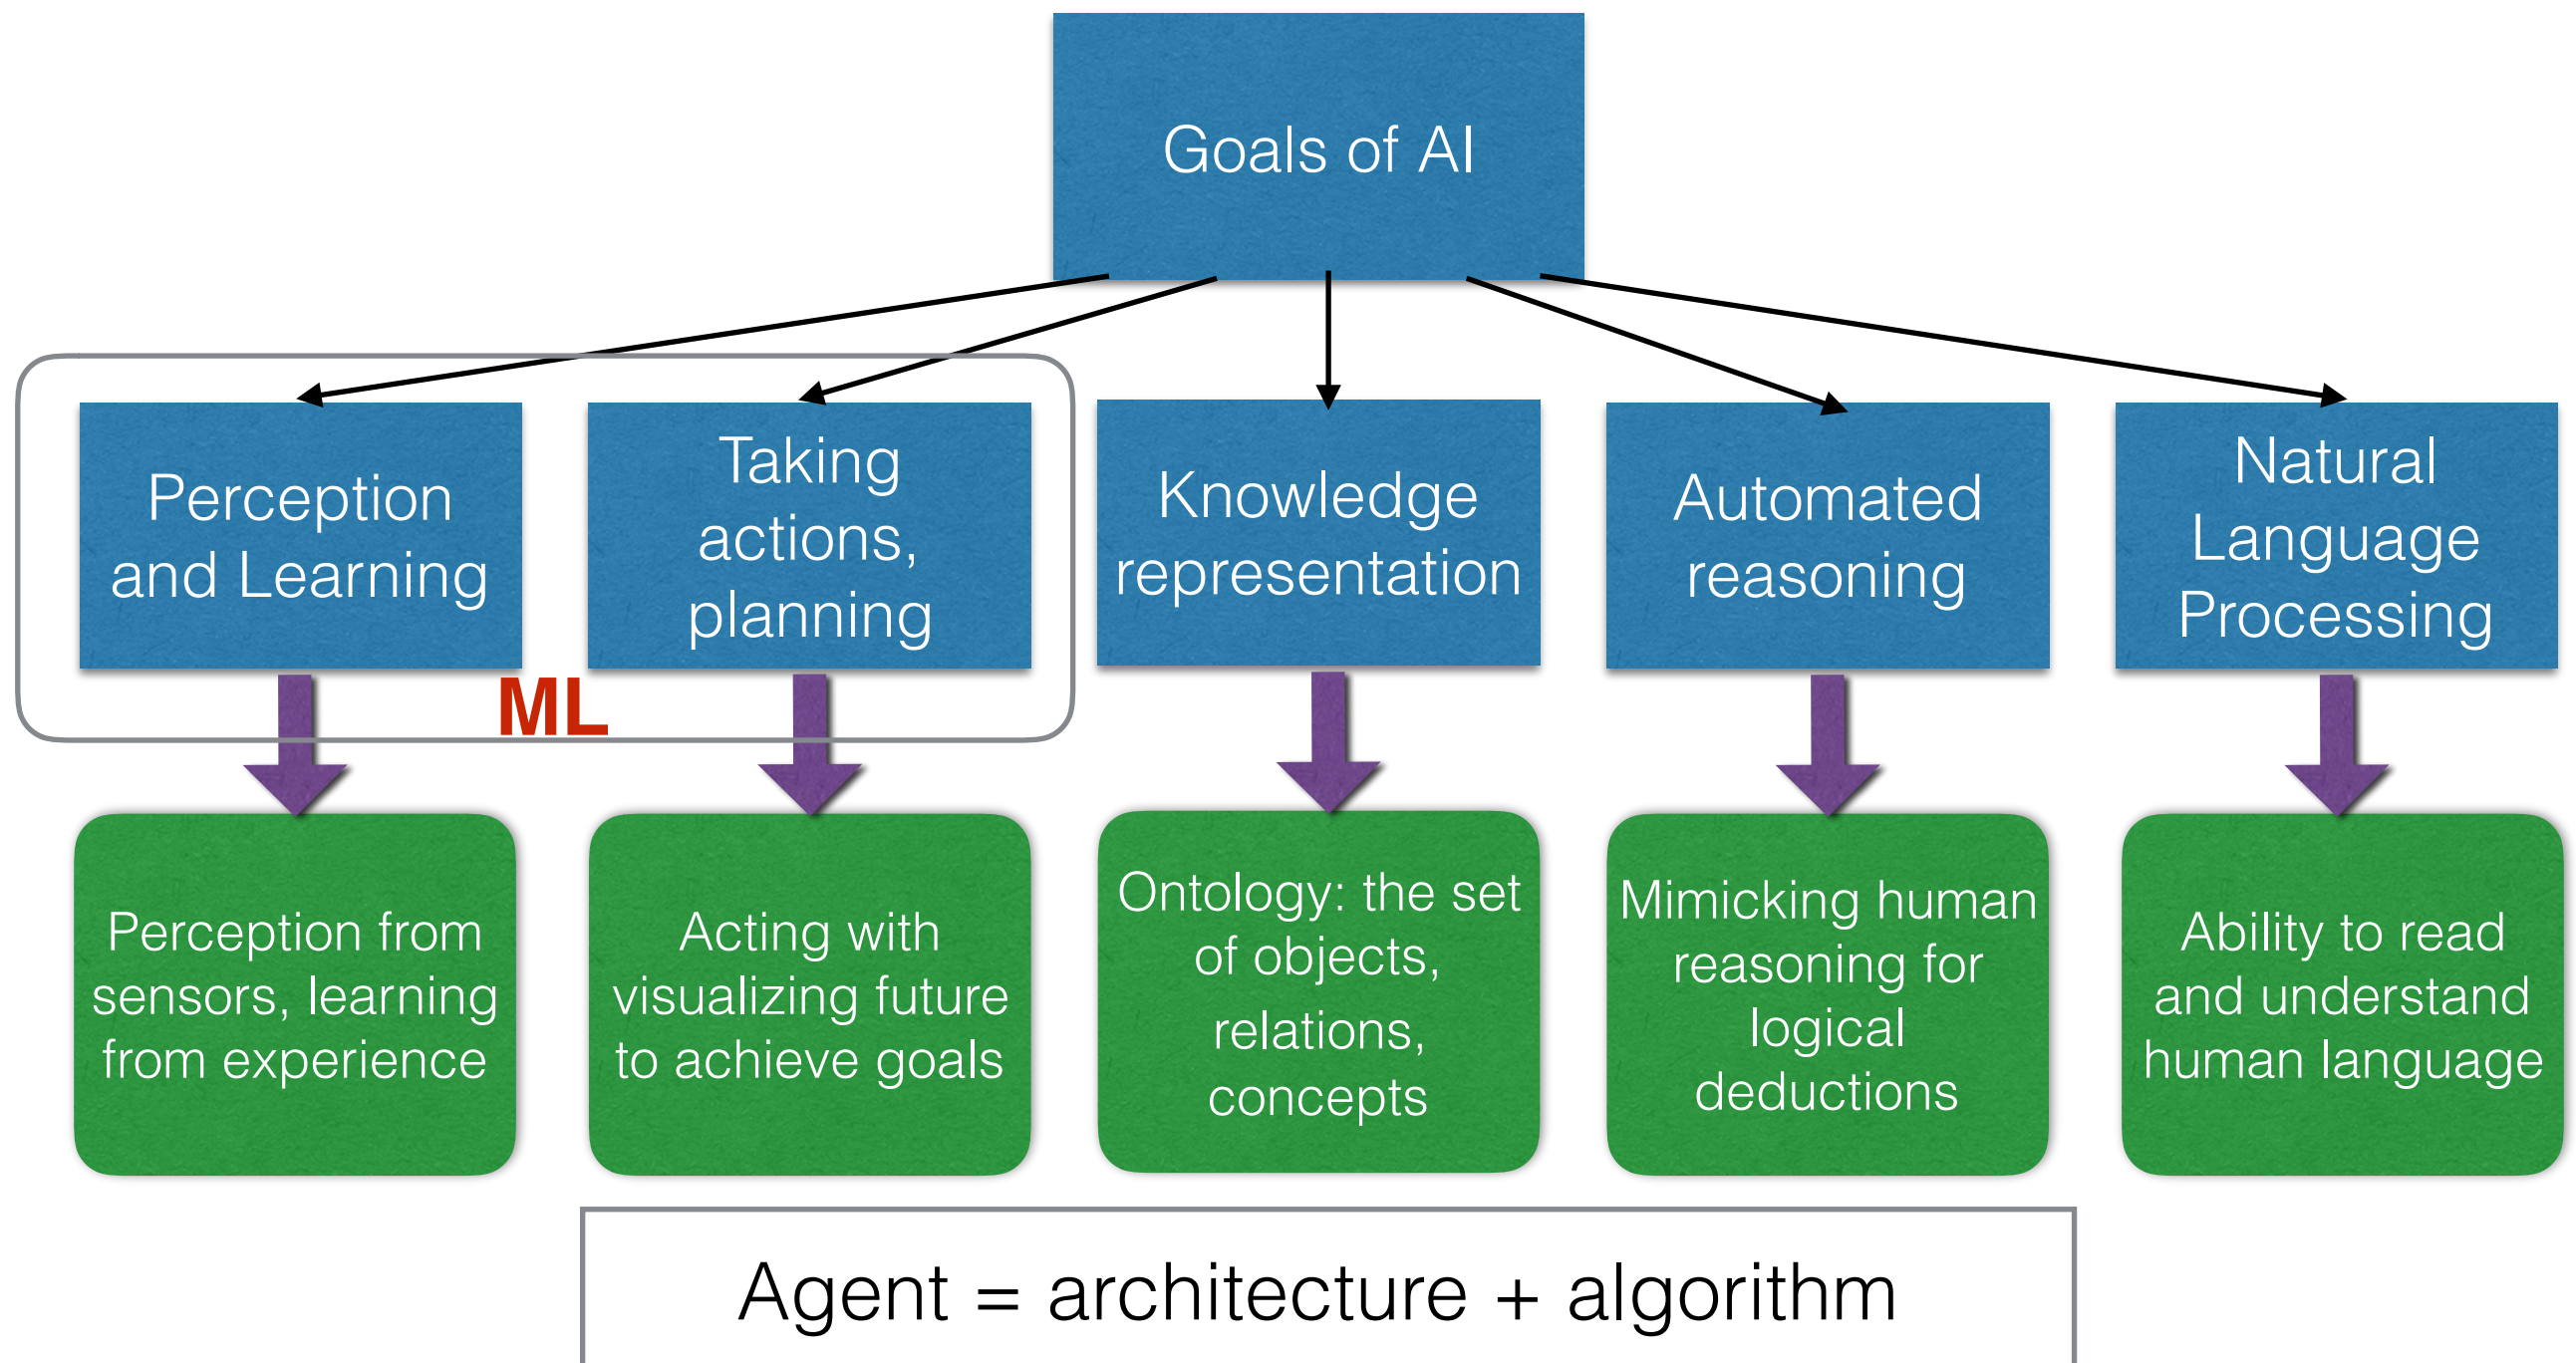 Goals of AI
Perception
and Learning
Taking
actions,
planning
Knowledge
representation
Automated
reasoning
Natural
Language
Processing
ML
Perception from
sensors, learning
from experience
Acting with
visualizing future
to achieve goals
Ontology: the set
of objects,
relations,
concepts
Mimicking human
reasoning for
logical
deductions
Ability to read
and understand
human language
Agent = architecture + algorithm